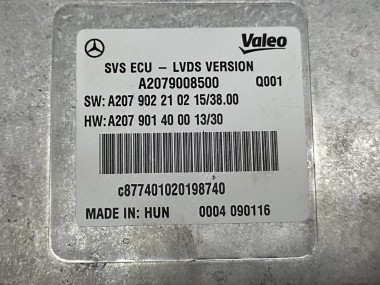 Valeo
SVS ECU – LVDS VERSION
A2079008500 Q001
SW: A207 902 21 02 15/38.00
HW: A207 901 40 00 13/30
c877401020198740
MADE IN: HUN 0004 090116